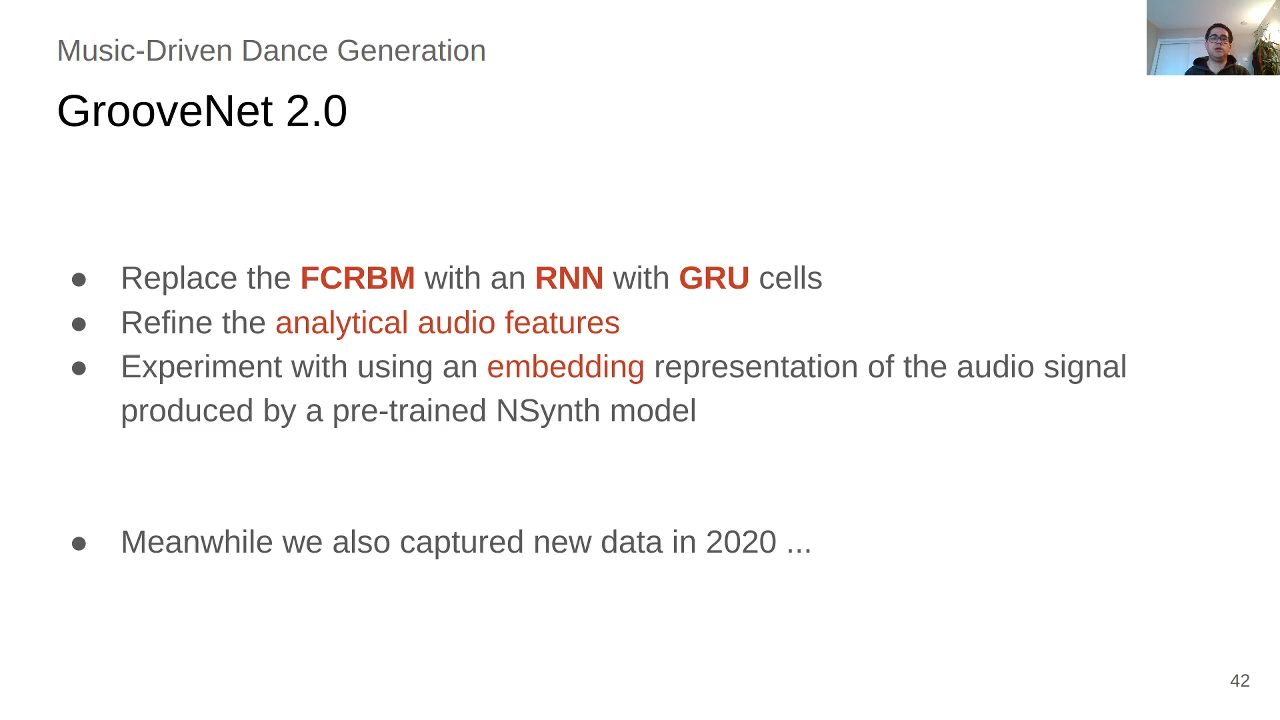 Music-Driven Dance Generation
GrooveNet 2.0
● Replace the FCRBM with an RNN with GRU cells
● Refine the analytical audio features
● Experiment with using an embedding representation of the audio signal
produced by a pre-trained NSynth model
● Meanwhile we also captured new data in 2020 ...
42